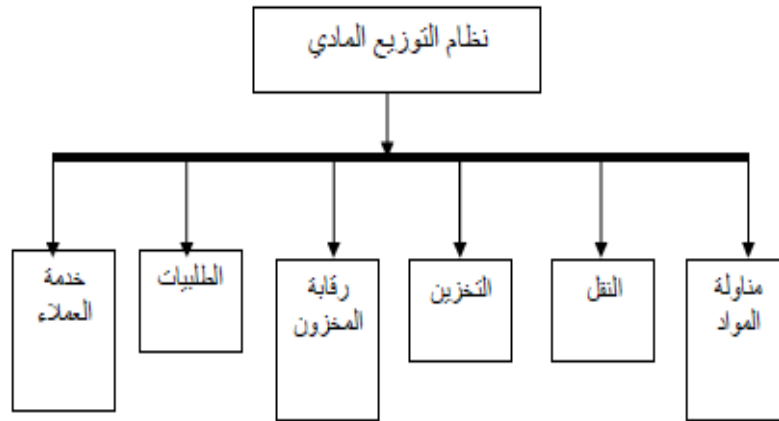 نظام التوزيع المادي
مناولة
المواد
النقل
التخزين
رقابة
المخزون
الطلبيات
خدمة
العملاء